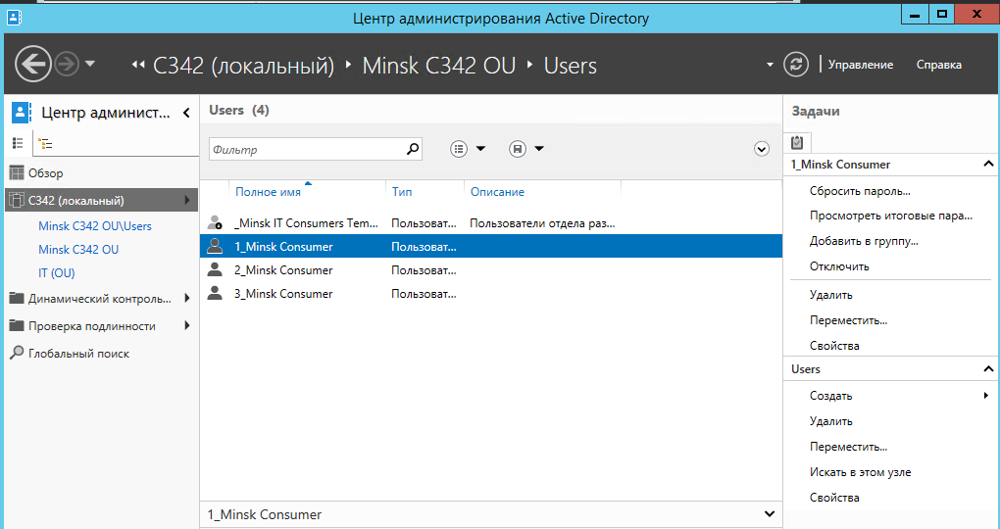 Центр администрирования Active Directory
C342 (локальный) Minsk C342 OU Users
Управление Справка
Центр админист...
Обзор
C342 (локальный)
Minsk C342 OU\Users
Minsk C342 OU
IT (OU)
Динамический контроль...
Проверка подлинности
Глобальный поиск
Users (4)
Фильтр
Полное имя Тип Описание
_Minsk IT Consumers Tem... Пользоват... Пользователи отдела раз...
1_Minsk Consumer Пользоват...
2_Minsk Consumer Пользоват...
3_Minsk Consumer Пользоват...
1_Minsk Consumer
Задачи
1_Minsk Consumer
Сбросить пароль...
Просмотреть итоговые пара...
Добавить в группу...
Отключить
Удалить
Переместить...
Свойства
Users
Создать
Удалить
Переместить...
Искать в этом узле
Свойства